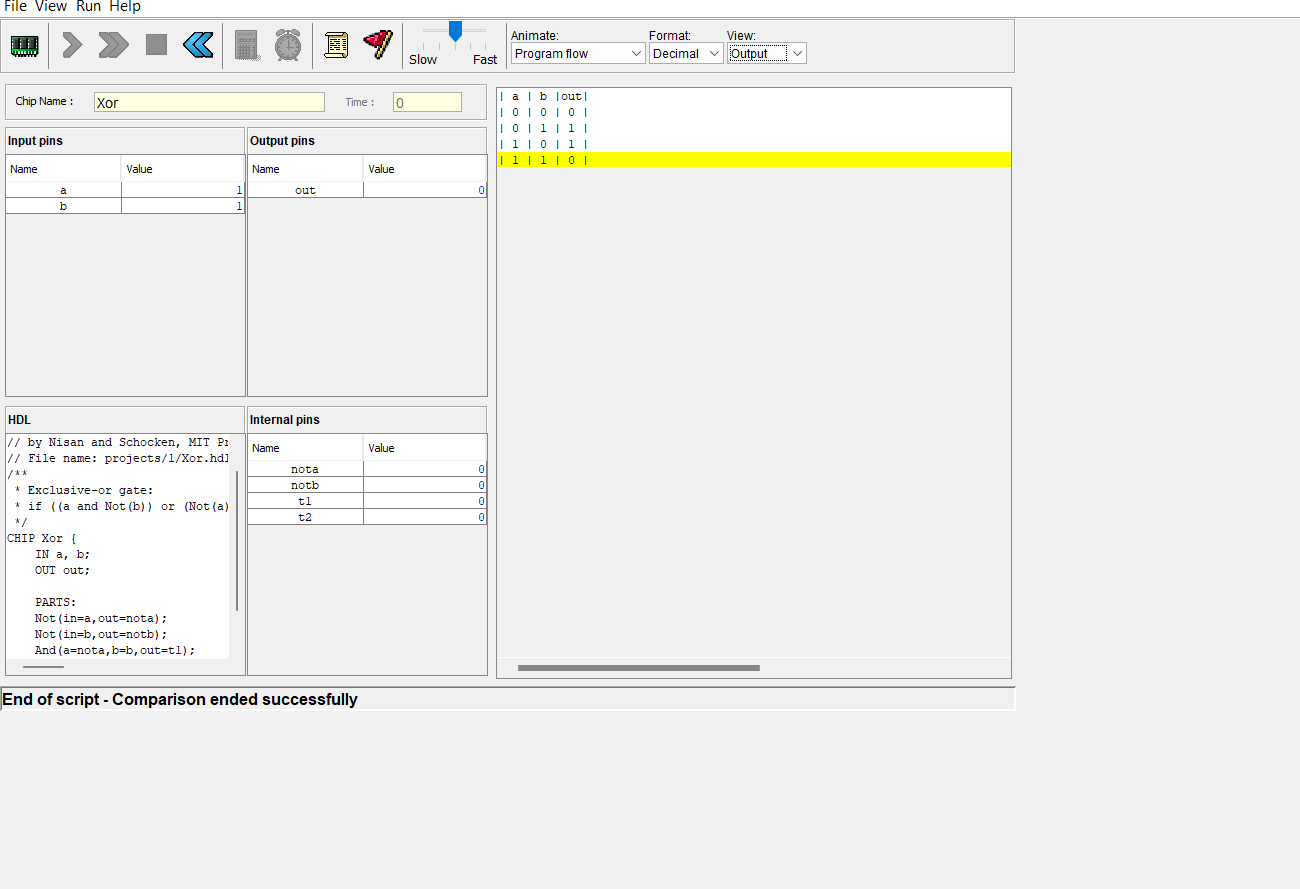 File View Run Help
Animate: Format: View:
Slow Fast Program flow Decimal Output
Chip Name : Xor Time : 0
Input pins
Name Value
a 1
b 1
Output pins
Name Value
out 0
HDL
// by Nisan and Schocken, MIT Pr
// File name: projects/1/Xor.hdl
/**
* Exclusive-or gate:
* if ((a and Not(b)) or (Not(a)
*/
CHIP Xor {
IN a, b;
OUT out;
PARTS:
Not(in=a,out=nota);
Not(in=b,out=notb);
And(a=nota,b=b,out=t1);
Internal pins
Name Value
nota 0
notb 0
t1 0
t2 0
| a | b |out|
| 0 | 0 | 0 |
| 0 | 1 | 1 |
| 1 | 0 | 1 |
| 1 | 1 | 0 |
End of script - Comparison ended successfully